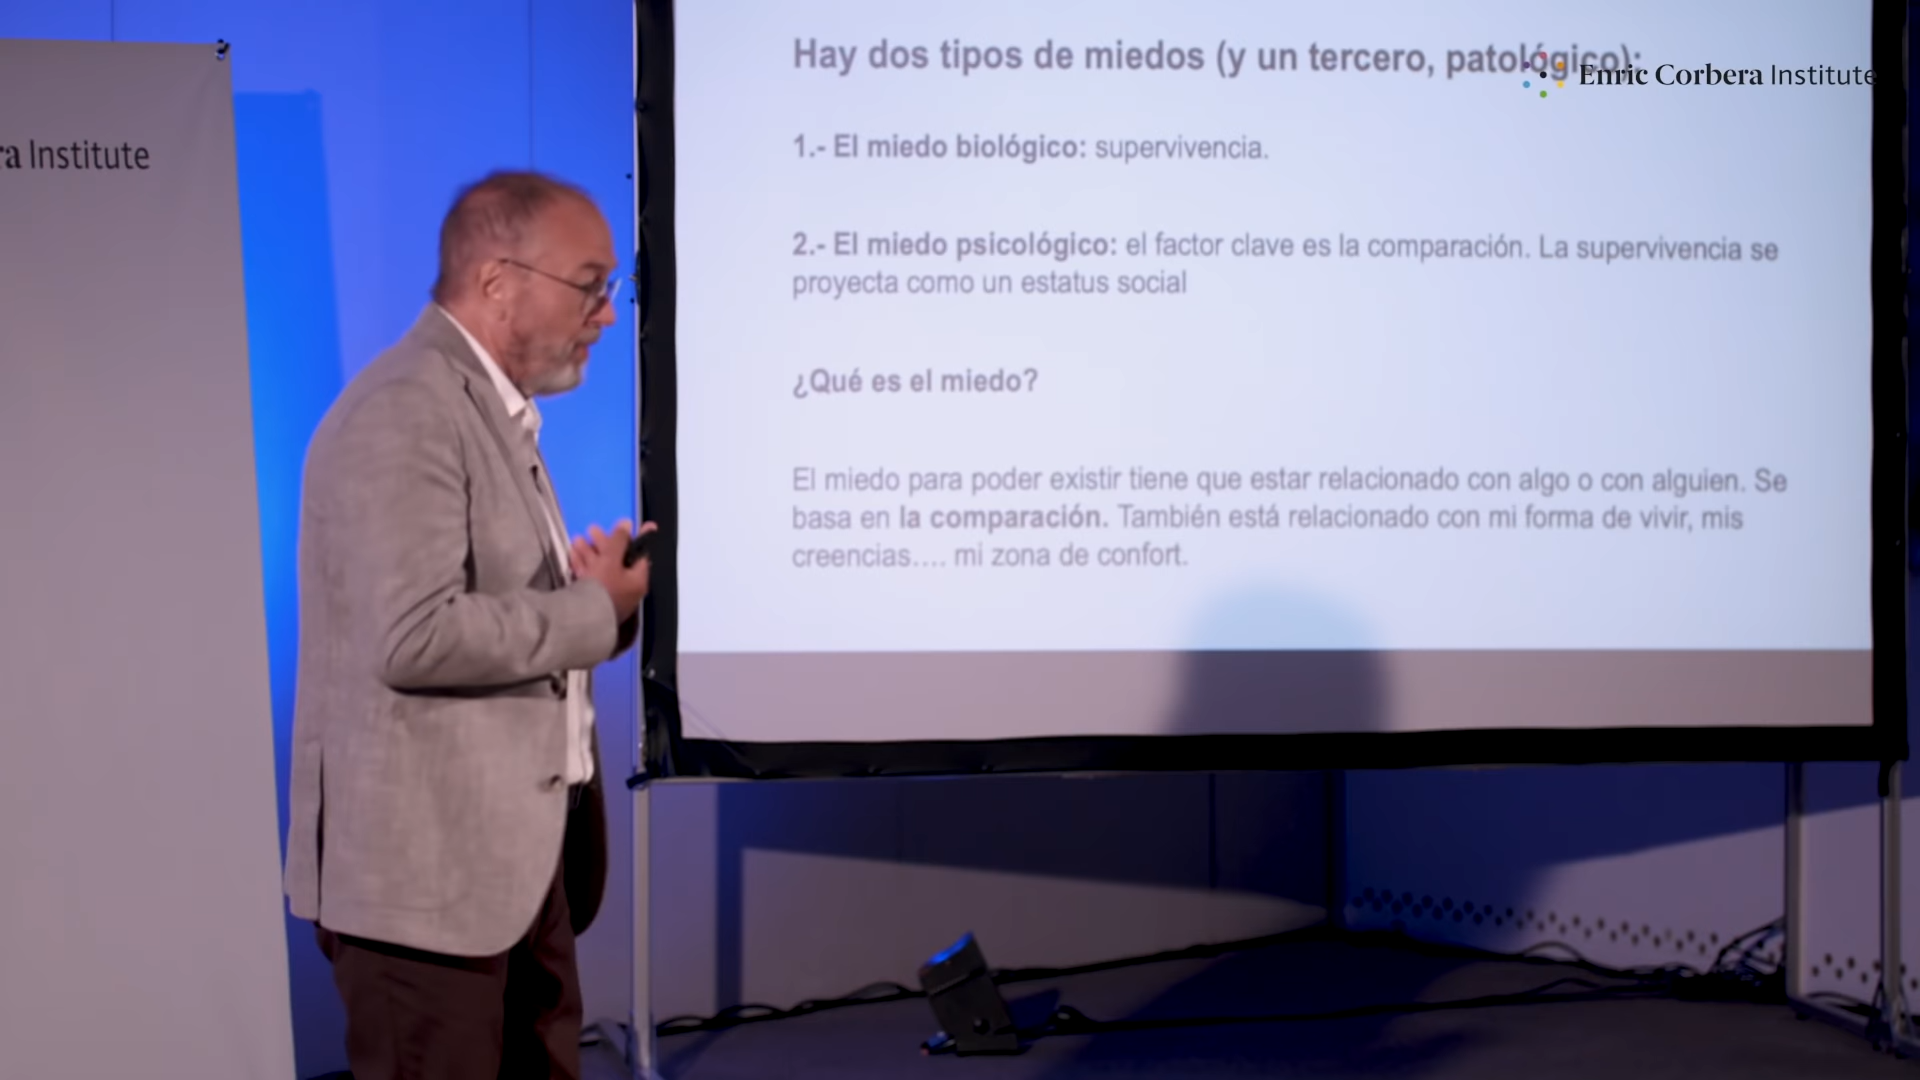 Hay dos tipos de miedos (y un tercero, patológico):
Enric Corbera Institute
1.- El miedo biológico: supervivencia.
a Institute
2.- El miedo psicológico: el factor clave es la comparación. La supervivencia se
proyecta como un estatus social
¿Qué es el miedo?
El miedo para poder existir tiene que estar relacionado con algo o con alguien. Se
basa en la comparación. También está relacionado con mi forma de vivir, mis
creencias.... mi zona de confort.